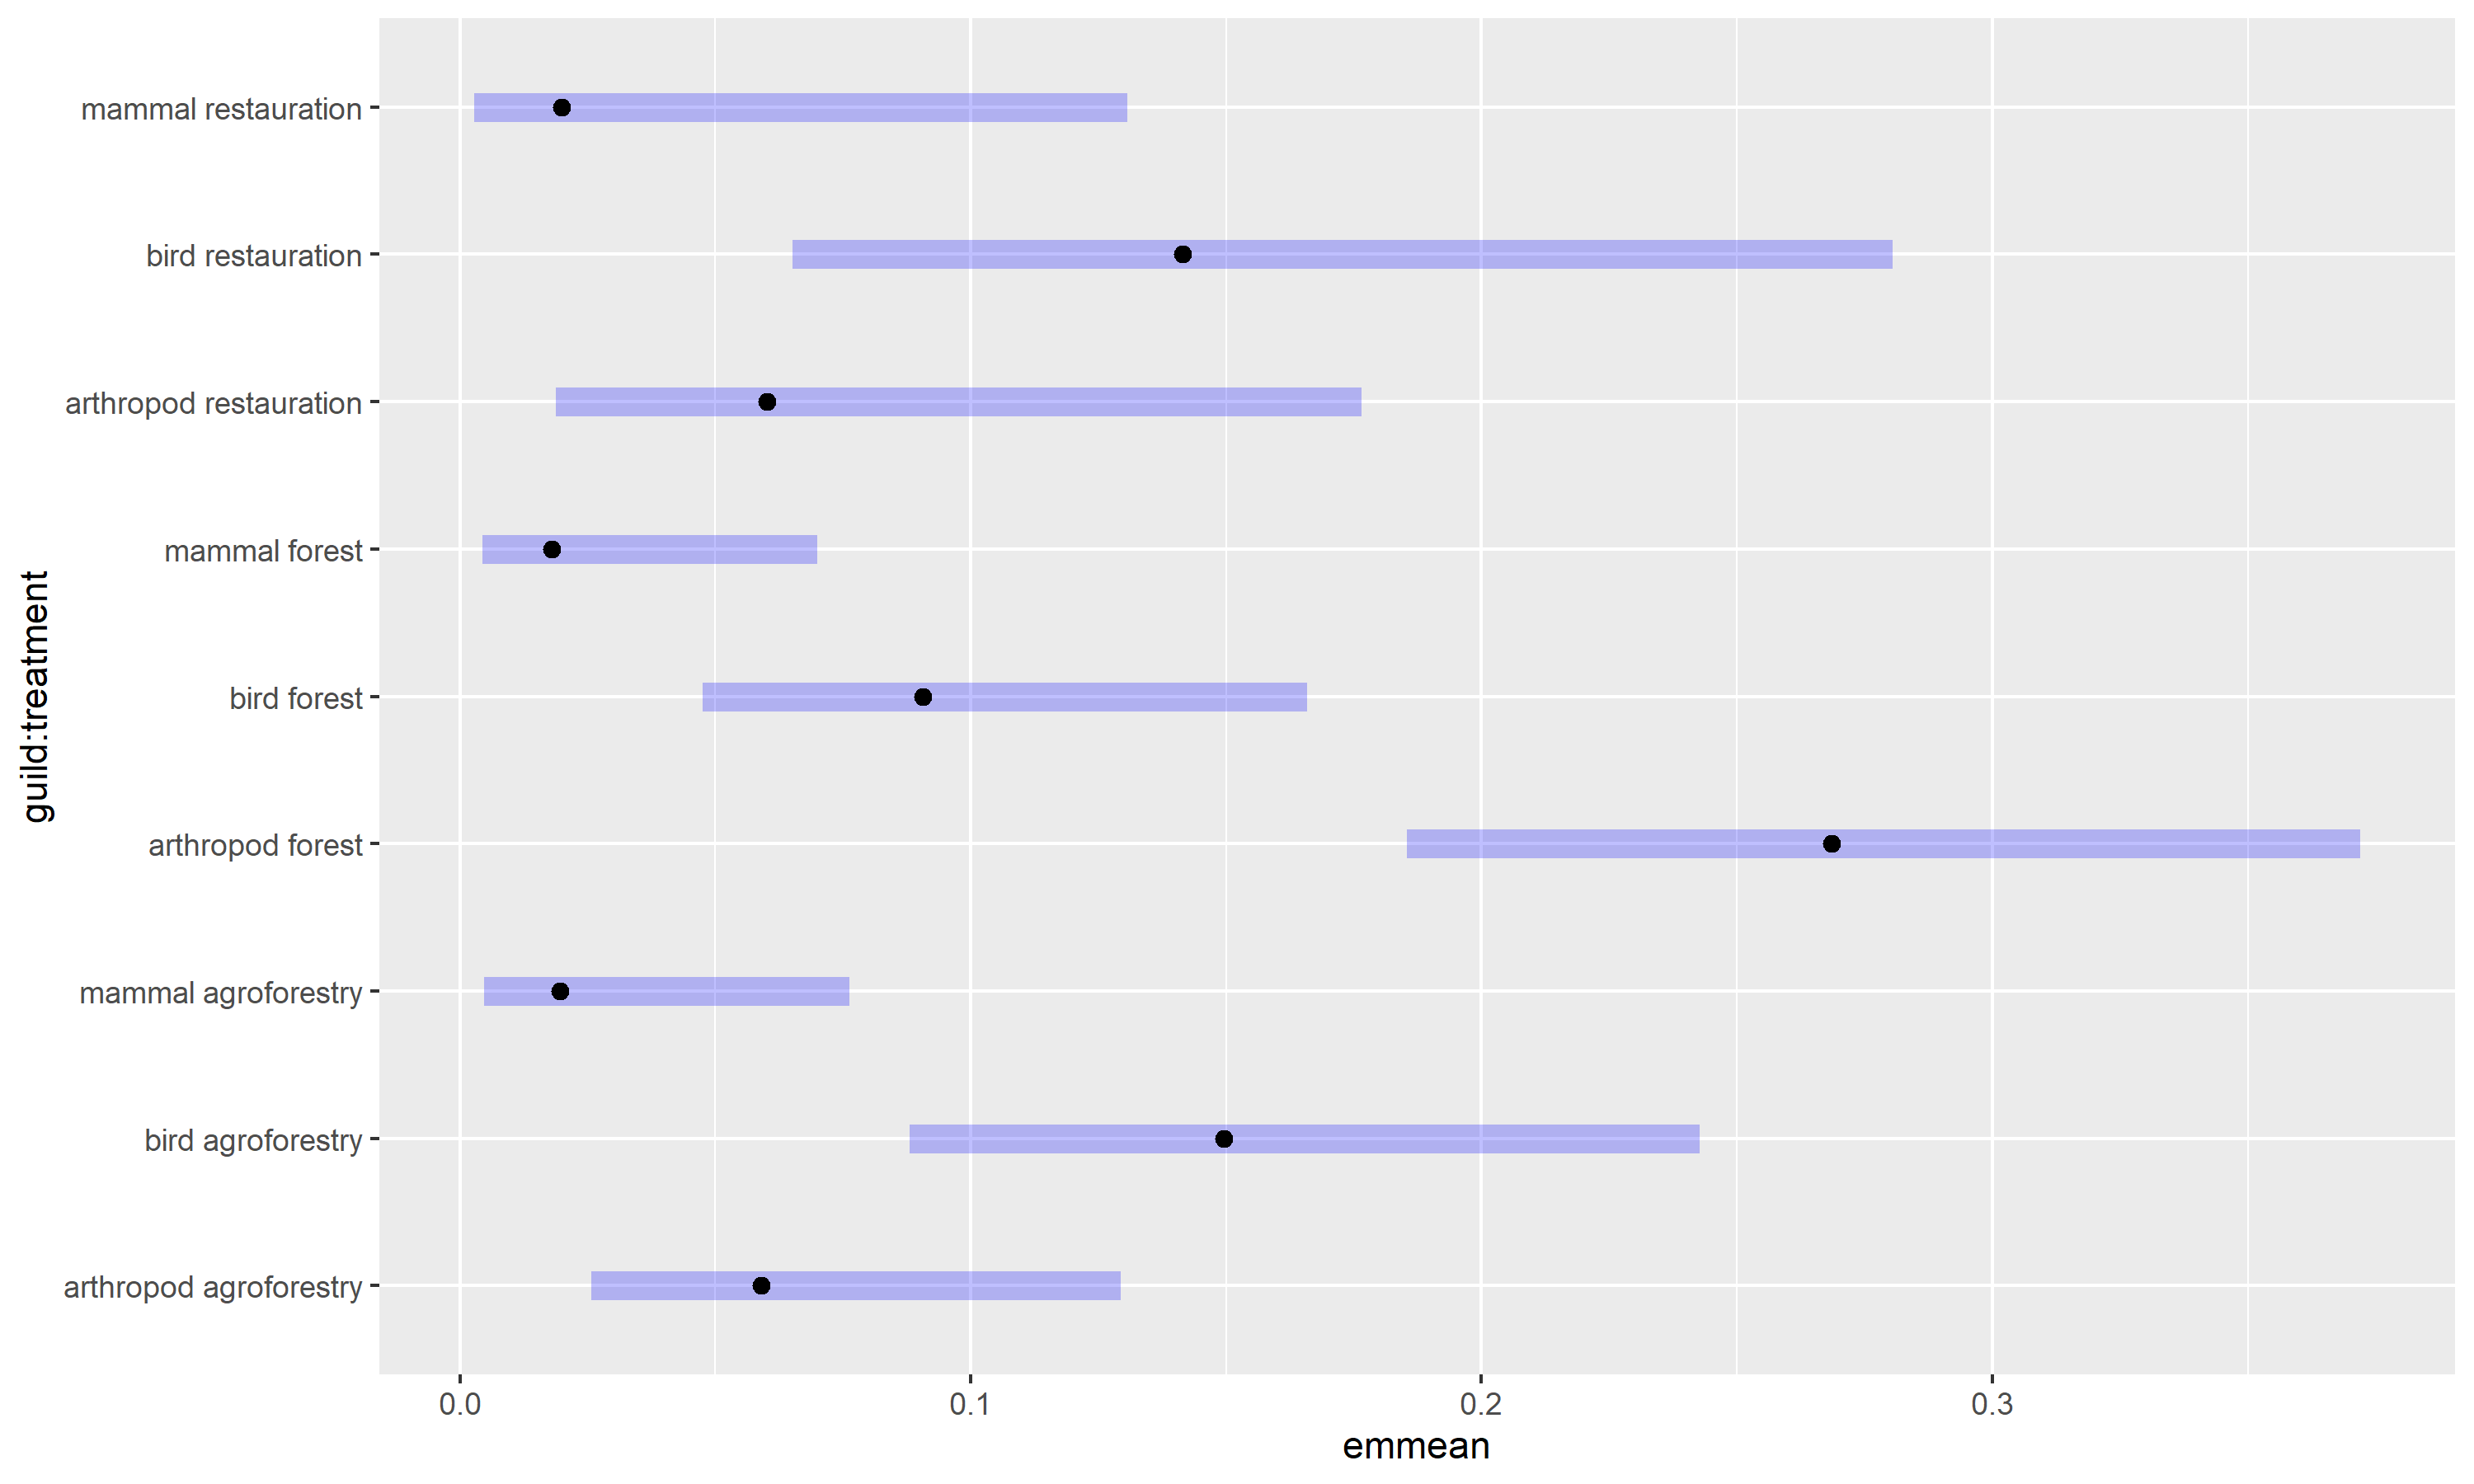 mammal restauration
bird restauration
arthropod restauration
mammal forest
bird forest
arthropod forest
mammal agroforestry
bird agroforestry
arthropod agroforestry
guild:treatment
0.0 0.1 0.2 0.3
emmean